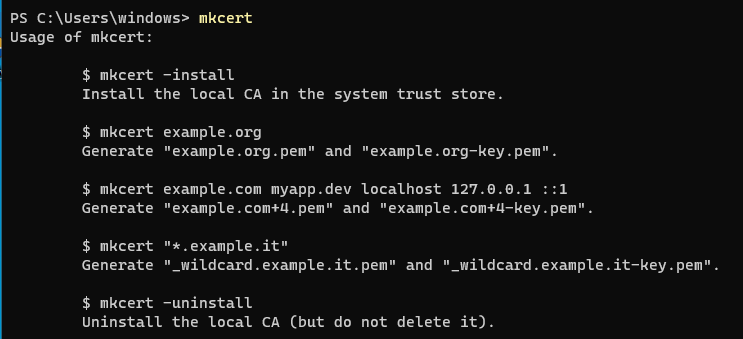 PS C:\Users\windows> mkcert
Usage of mkcert:
$ mkcert -install
Install the local CA in the system trust store.
$ mkcert example.org
Generate "example.org.pem" and "example.org-key.pem".
$ mkcert example.com myapp.dev localhost 127.0.0.1 ::1
Generate "example.com+4.pem" and "example.com+4-key.pem".
$ mkcert "*.example.it"
Generate "_wildcard.example.it.pem" and "_wildcard.example.it-key.pem".
$ mkcert -uninstall
Uninstall the local CA (but do not delete it).